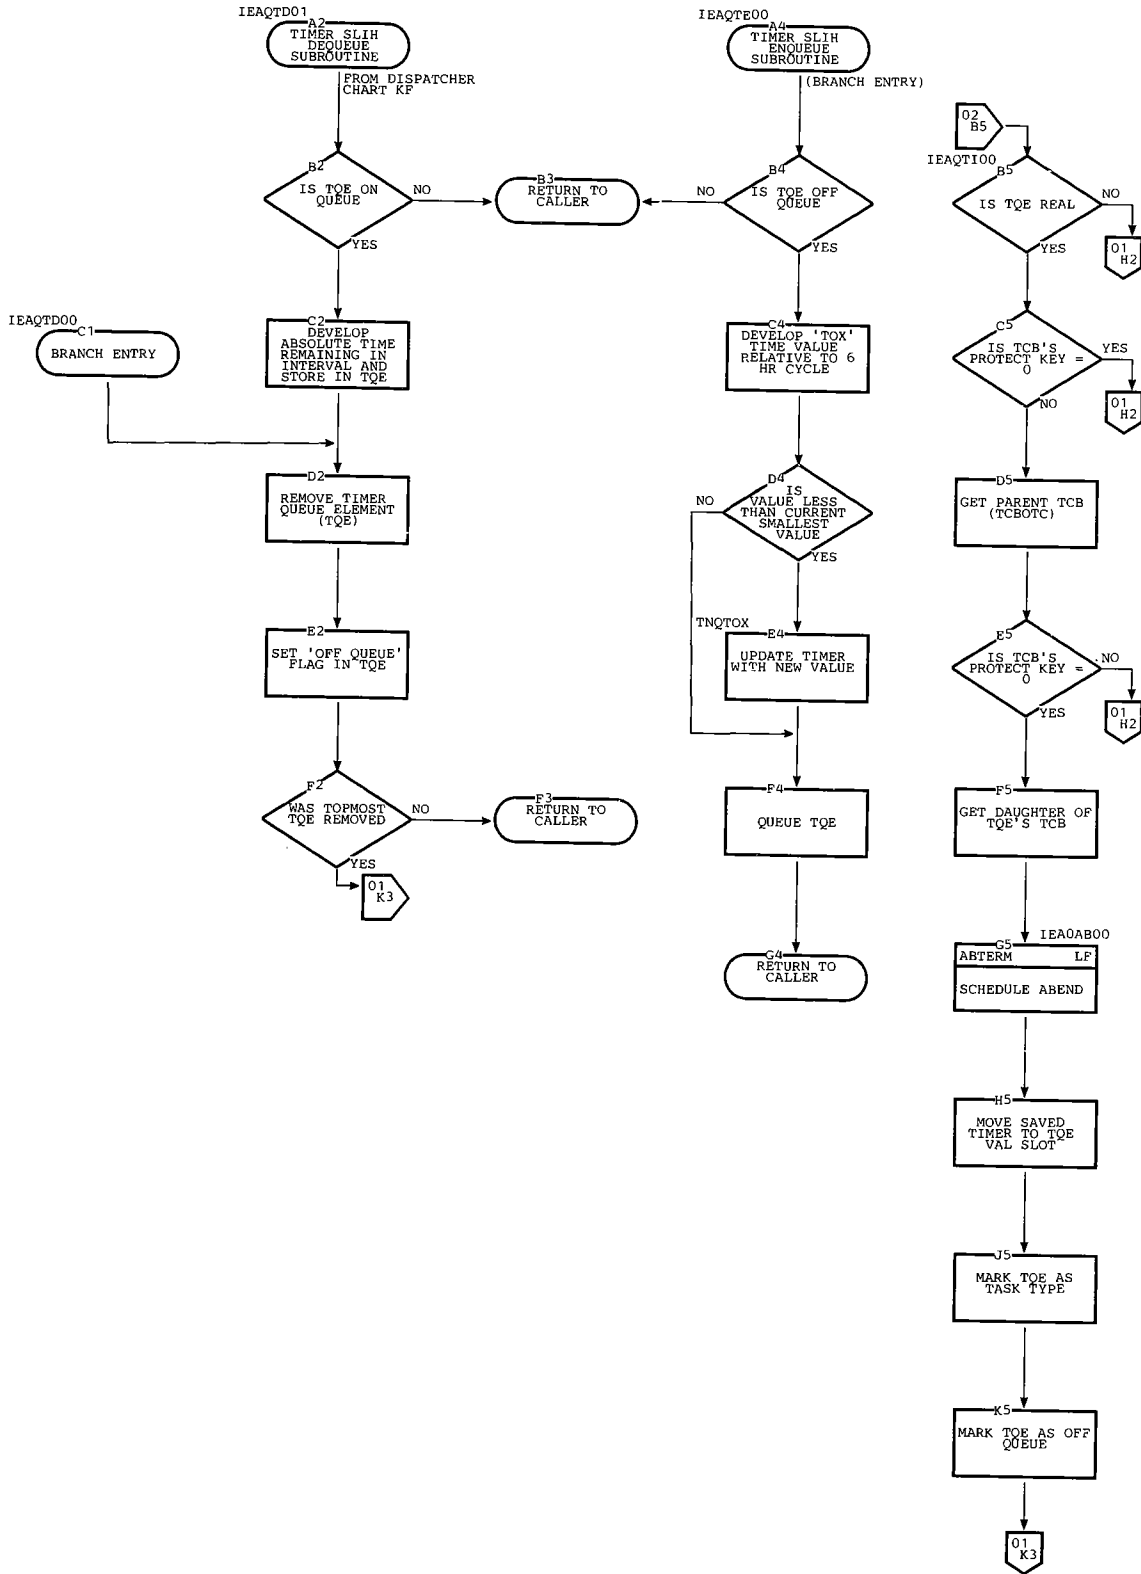 IEAQTD01
A2
TIMER SLIH
DEQUEUE
SUBROUTINE
FROM DISPATCHER
CHART KF
B2
IS TQE ON
QUEUE
NO
YES
B3
RETURN TO
CALLER
C2
DEVELOP
ABSOLUTE TIME
REMAINING IN
INTERVAL AND
STORE IN TQE
IEAQTD00
C1
BRANCH ENTRY
D2
REMOVE TIMER
QUEUE ELEMENT
(TQE)
E2
SET 'OFF QUEUE'
FLAG IN TQE
F2
WAS TOPMOST
TQE REMOVED
NO
YES
F3
RETURN TO
CALLER
01
K3
IEAQTE00
A4
TIMER SLIH
ENQUEUE
SUBROUTINE
(BRANCH ENTRY)
B4
IS TQE OFF
QUEUE
NO
YES
C4
DEVELOP 'TOX'
TIME VALUE
RELATIVE TO 6
HR CYCLE
D4
IS
VALUE LESS
THAN CURRENT
SMALLEST
VALUE
NO
YES
TNQTOX
E4
UPDATE TIMER
WITH NEW VALUE
F4
QUEUE TQE
G4
RETURN TO
CALLER
02
B5
IEAQTI00
B5
IS TQE REAL
NO
YES
01
H2
C5
IS TCB'S
PROTECT KEY =
0
YES
NO
01
H2
D5
GET PARENT TCB
(TCBOTC)
E5
IS TCB'S
PROTECT KEY =
0
NO
YES
01
H2
F5
GET DAUGHTER OF
TQE'S TCB
IEA0AB00
G5
ABTERM LF
SCHEDULE ABEND
H5
MOVE SAVED
TIMER TO TQE
VAL SLOT
J5
MARK TQE AS
TASK TYPE
K5
MARK TQE AS OFF
QUEUE
01
K3